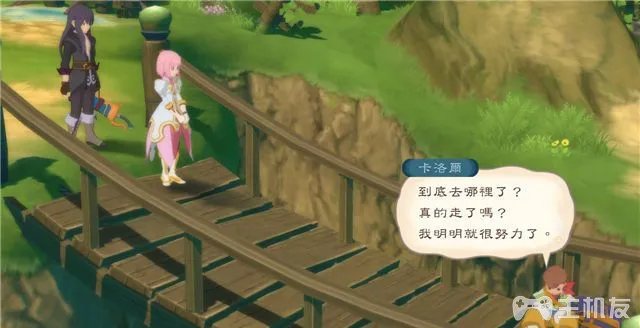 卡洛爾
到底去哪裡了？
真的走了嗎？
我明明就很努力了。
主机友